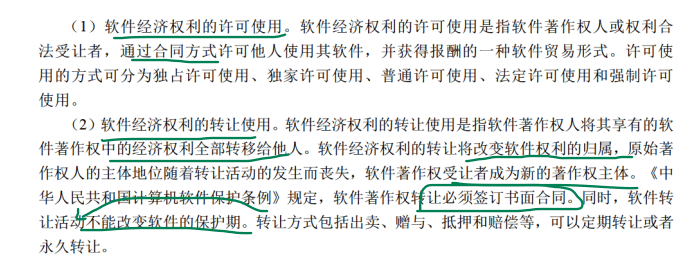 （1）软件经济权利的许可使用。软件经济权利的许可使用是指软件著作权人或权利合
法受让者，通过合同方式许可他人使用其软件，并获得报酬的一种软件贸易形式。许可使
用的方式可分为独占许可使用、独家许可使用、普通许可使用、法定许可使用和强制许可
使用。
（2）软件经济权利的转让使用。软件经济权利的转让使用是指软件著作权人将其享有的软
件著作权中的经济权利全部转移给他人。软件经济权利的转让将改变软件权利的归属，原始
著作权人的主体地位随着转让活动的发生而丧失，软件著作权受让者成为新的著作权主体。《中
华人民共和国计算机软件保护条例》规定，软件著作权转让必须签订书面合同。同时，软件转
让活动不能改变软件的保护期。转让方式包括出卖、赠与、抵押和赔偿等，可以定期转让或者
永久转让。